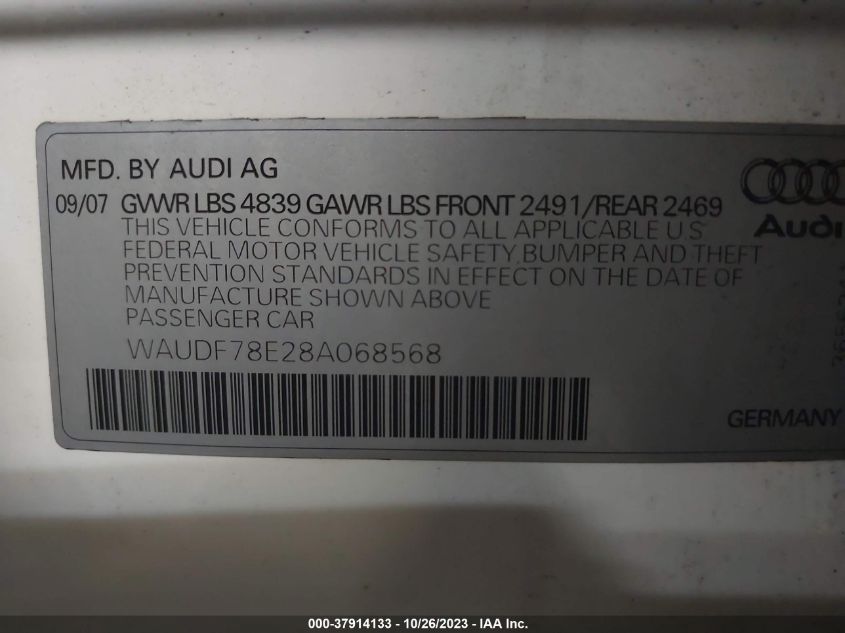 MFD. BY AUDI AG
09/07 GVWR LBS 4839 GAWR LBS FRONT 2491/REAR 2469
THIS VEHICLE CONFORMS TO ALL APPLICABLE U S
FEDERAL MOTOR VEHICLE SAFETY, BUMPER AND THEFT
PREVENTION STANDARDS IN EFFECT ON THE DATE OF
MANUFACTURE SHOWN ABOVE
PASSENGER CAR
WAUDF78E28A068568
Audi
GERMANY
000-37914133 - 10/26/2023 - IAA Inc.